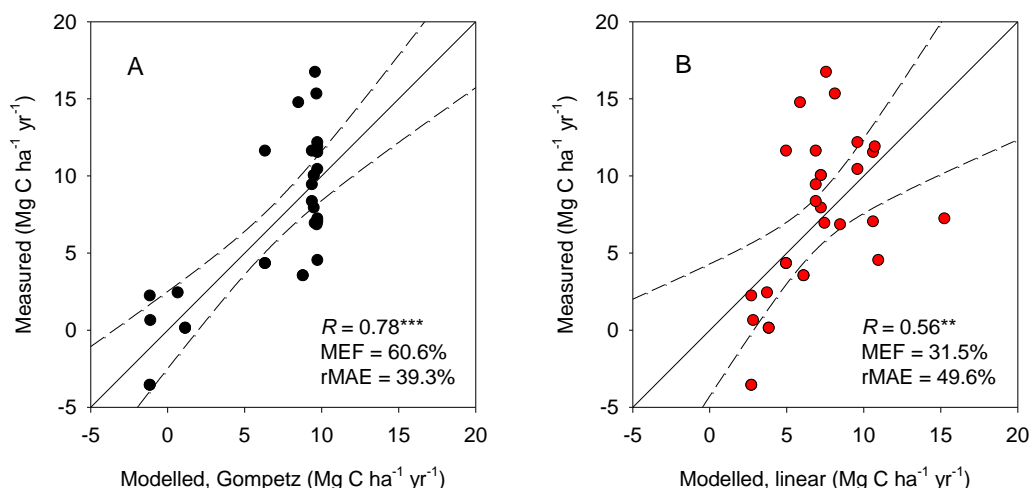 20
15
10
5
0
-5
Measured (Mg C ha⁻¹ yr⁻¹)
A
R = 0.78***
MEF = 60.6%
rMAE = 39.3%
-5 0 5 10 15 20
Modelled, Gompetz (Mg C ha⁻¹ yr⁻¹)
20
15
10
5
0
-5
Measured (Mg C ha⁻¹ yr⁻¹)
B
R = 0.56**
MEF = 31.5%
rMAE = 49.6%
-5 0 5 10 15 20
Modelled, linear (Mg C ha⁻¹ yr⁻¹)